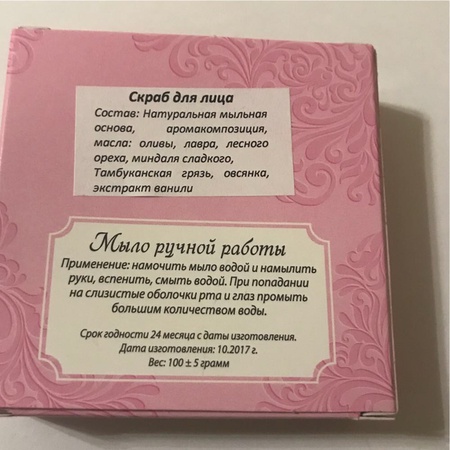 Скраб для лица
Состав: Натуральная мыльная
основа, аромакомпозиция,
масла: оливы, лавра, лесного
ореха, миндаля сладкого,
Тамбуканская грязь, овсянка,
экстракт ванили
Мыло ручной работы
Применение: намочить мыло водой и намылить
руки, вспенить, смыть водой. При попадании
на слизистые оболочки рта и глаз промыть
большим количеством воды.
Срок годности 24 месяца с даты изготовления.
Дата изготовления: 10.2017 г.
Вес: 100 ± 5 грамм